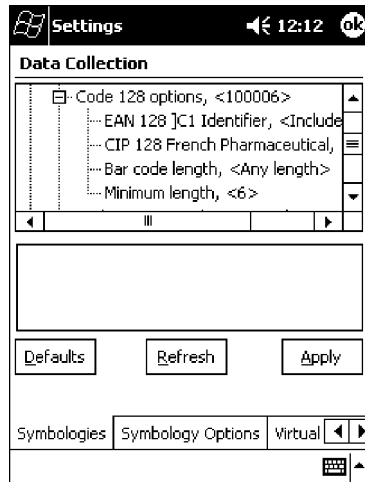 Settings 12:12 ok
Data Collection
Code 128 options, <100006>
EAN 128 ]C1 Identifier, <Include
CIP 128 French Pharmaceutical,
Bar code length, <Any length>
Minimum length, <6>
Defaults Refresh Apply
Symbologies Symbology Options Virtual